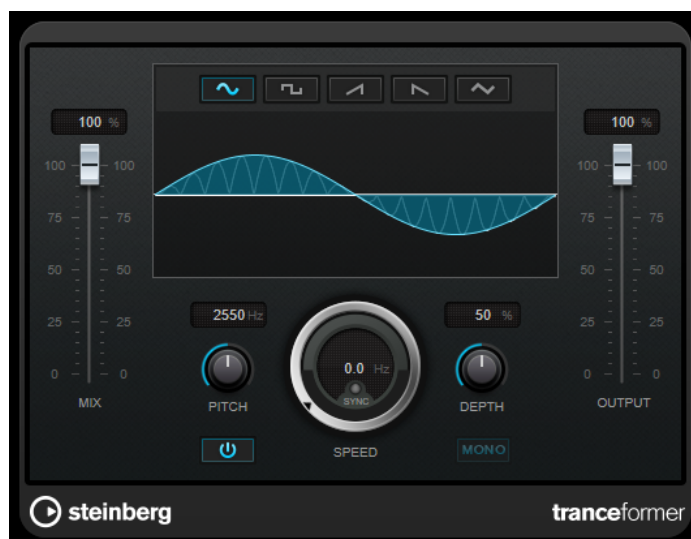 100 %
100 %
100 100
100 100
75 75
75 75
50 50
50 50
25 25
25 25
0 0
0 0
MIX
OUTPUT
2550 Hz
50 %
0.0 Hz
SYNC
PITCH
DEPTH
SPEED
MONO
steinberg
tranceformer